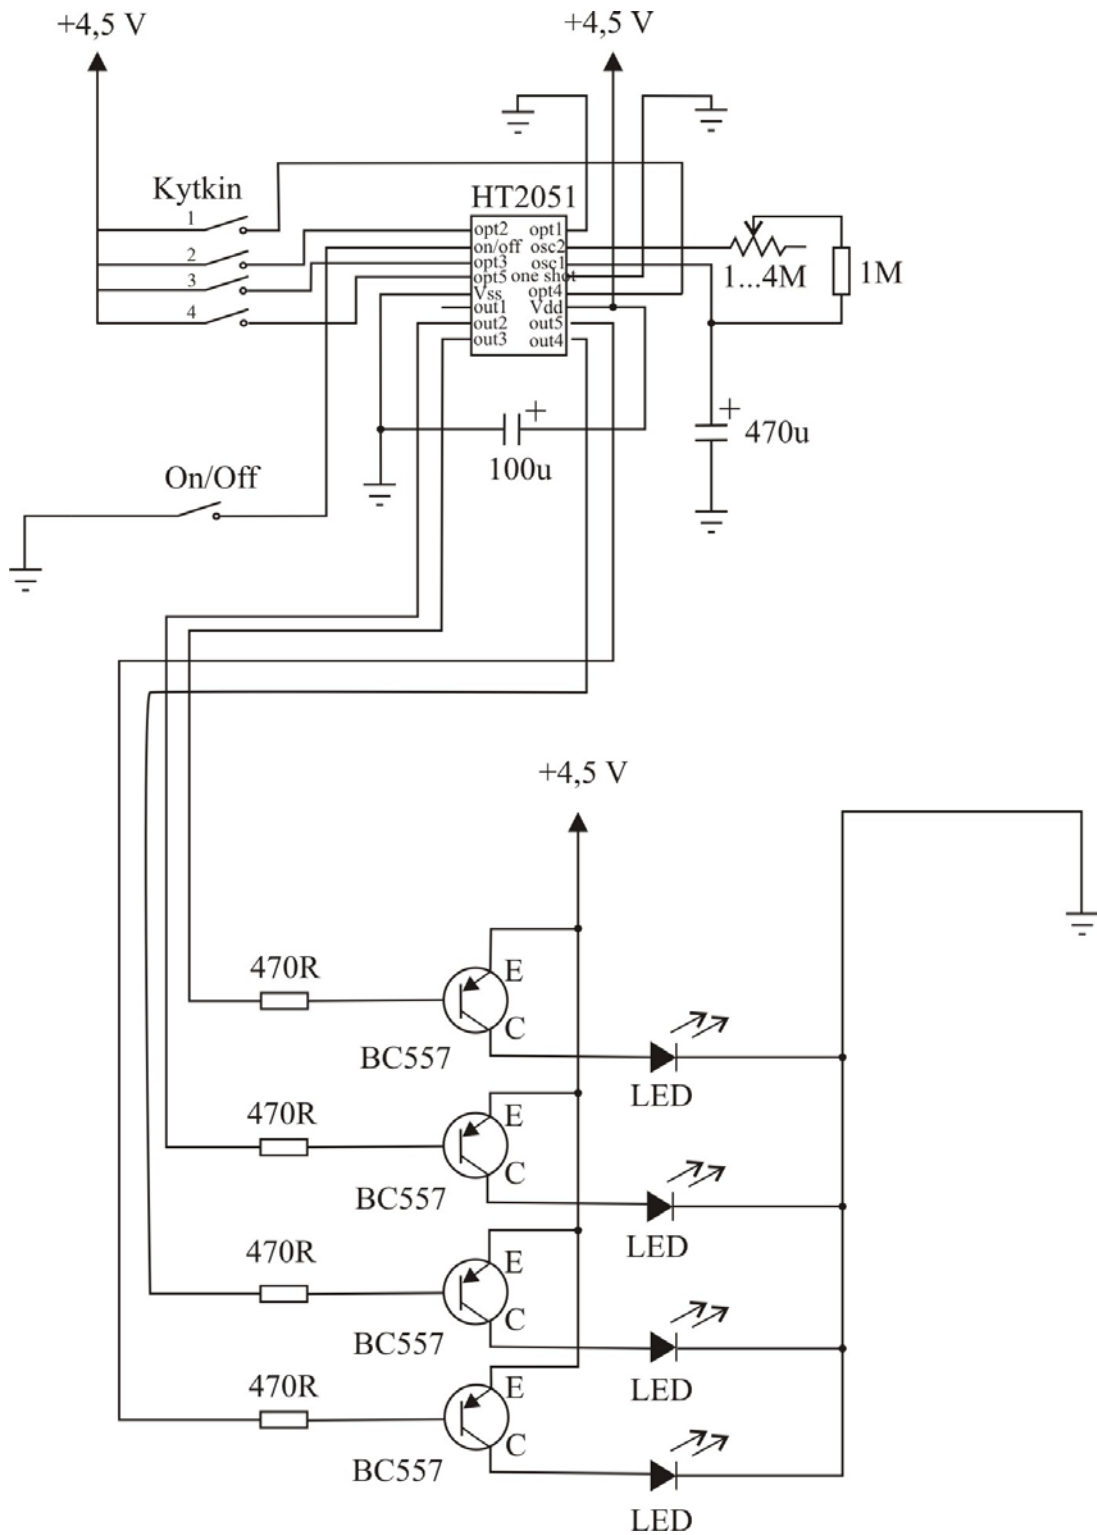 +4,5 V
+4,5 V
Kytkin
HT2051
1
2
3
4
opt2
opt1
on/off
osc2
opt3
osc1
opt5
one shot
Vss
opt4
out1
Vdd
out2
out5
out3
out4
1...4M
1M
+
100u
+
470u
On/Off
+4,5 V
470R
E
C
BC557
LED
470R
E
C
BC557
LED
470R
E
C
BC557
LED
470R
E
C
BC557
LED